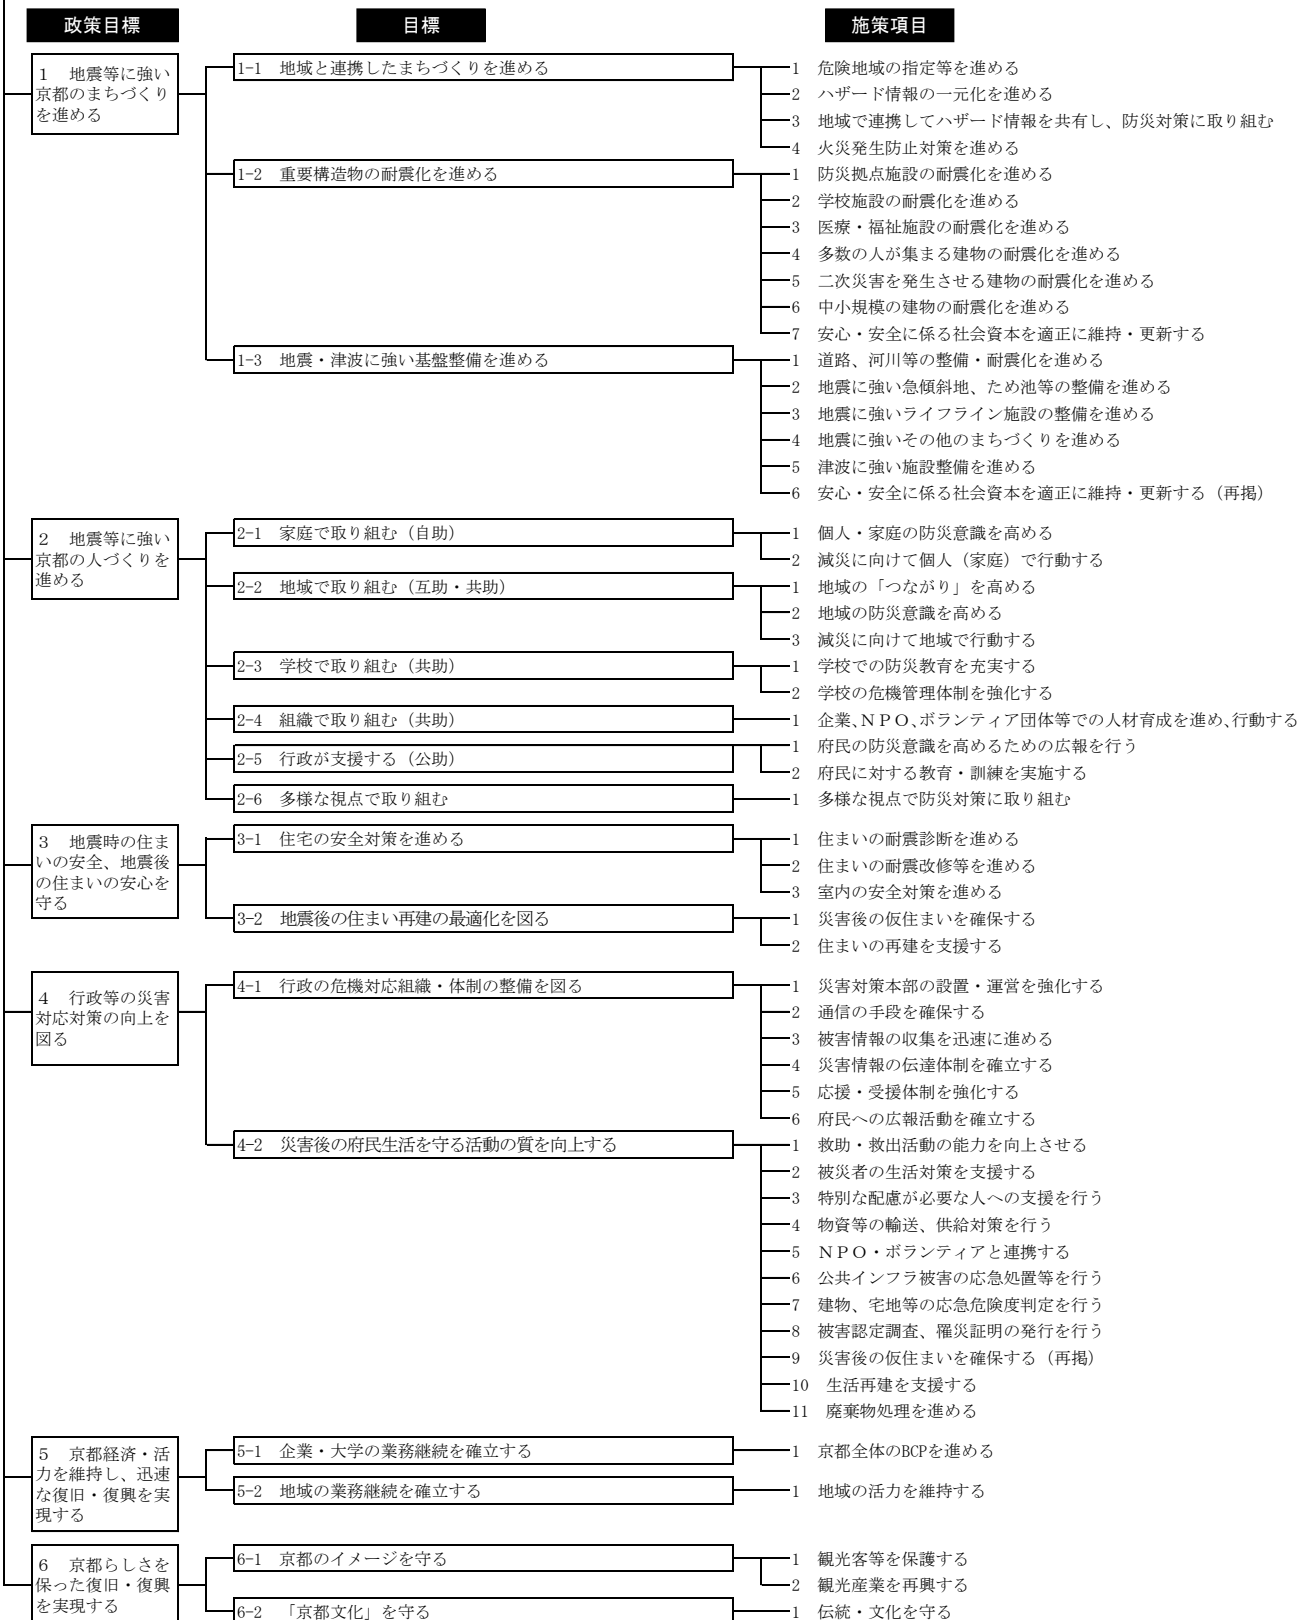 政策目標　目標　施策項目
１　地震等に強い
京都のまちづくり
を進める
1-1　地域と連携したまちづくりを進める
1　危険地域の指定等を進める
2　ハザード情報の一元化を進める
3　地域で連携してハザード情報を共有し、防災対策に取り組む
4　火災発生防止対策を進める
1-2　重要構造物の耐震化を進める
1　防災拠点施設の耐震化を進める
2　学校施設の耐震化を進める
3　医療・福祉施設の耐震化を進める
4　多数の人が集まる建物の耐震化を進める
5　二次災害を発生させる建物の耐震化を進める
6　中小規模の建物の耐震化を進める
7　安心・安全に係る社会資本を適正に維持・更新する
1-3　地震・津波に強い基盤整備を進める
1　道路、河川等の整備・耐震化を進める
2　地震に強い急傾斜地、ため池等の整備を進める
3　地震に強いライフライン施設の整備を進める
4　地震に強いその他のまちづくりを進める
5　津波に強い施設整備を進める
6　安心・安全に係る社会資本を適正に維持・更新する（再掲）
２　地震等に強い
京都の人づくりを
進める
2-1　家庭で取り組む（自助）
1　個人・家庭の防災意識を高める
2　減災に向けて個人（家庭）で行動する
2-2　地域で取り組む（互助・共助）
1　地域の「つながり」を高める
2　地域の防災意識を高める
3　減災に向けて地域で行動する
2-3　学校で取り組む（共助）
1　学校での防災教育を充実する
2　学校の危機管理体制を強化する
2-4　組織で取り組む（共助）
1　企業、ＮＰＯ、ボランティア団体等での人材育成を進め、行動する
2-5　行政が支援する（公助）
1　府民の防災意識を高めるための広報を行う
2　府民に対する教育・訓練を実施する
2-6　多様な視点で取り組む
1　多様な視点で防災対策に取り組む
３　地震時の住ま
いの安全、地震後
の住まいの安心を
守る
3-1　住宅の安全対策を進める
1　住まいの耐震診断を進める
2　住まいの耐震改修等を進める
3　室内の安全対策を進める
3-2　地震後の住まい再建の最適化を図る
1　災害後の仮住まいを確保する
2　住まいの再建を支援する
４　行政等の災害
対応対策の向上を
図る
4-1　行政の危機対応組織・体制の整備を図る
1　災害対策本部の設置・運営を強化する
2　通信の手段を確保する
3　被害情報の収集を迅速に進める
4　災害情報の伝達体制を確立する
5　応援・受援体制を強化する
6　府民への広報活動を確立する
4-2　災害後の府民生活を守る活動の質を向上する
1　救助・救出活動の能力を向上させる
2　被災者の生活対策を支援する
3　特別な配慮が必要な人への支援を行う
4　物資等の輸送、供給対策を行う
5　ＮＰＯ・ボランティアと連携する
6　公共インフラ被害の応急処置等を行う
7　建物、宅地等の応急危険度判定を行う
8　被害認定調査、罹災証明の発行を行う
9　災害後の仮住まいを確保する（再掲）
10　生活再建を支援する
11　廃棄物処理を進める
５　京都経済・活
力を維持し、迅速
な復旧・復興を実
現する
5-1　企業・大学の業務継続を確立する
1　京都全体のBCPを進める
5-2　地域の業務継続を確立する
1　地域の活力を維持する
６　京都らしさを
保った復旧・復興
を実現する
6-1　京都のイメージを守る
1　観光客等を保護する
2　観光産業を再興する
6-2　「京都文化」を守る
1　伝統・文化を守る